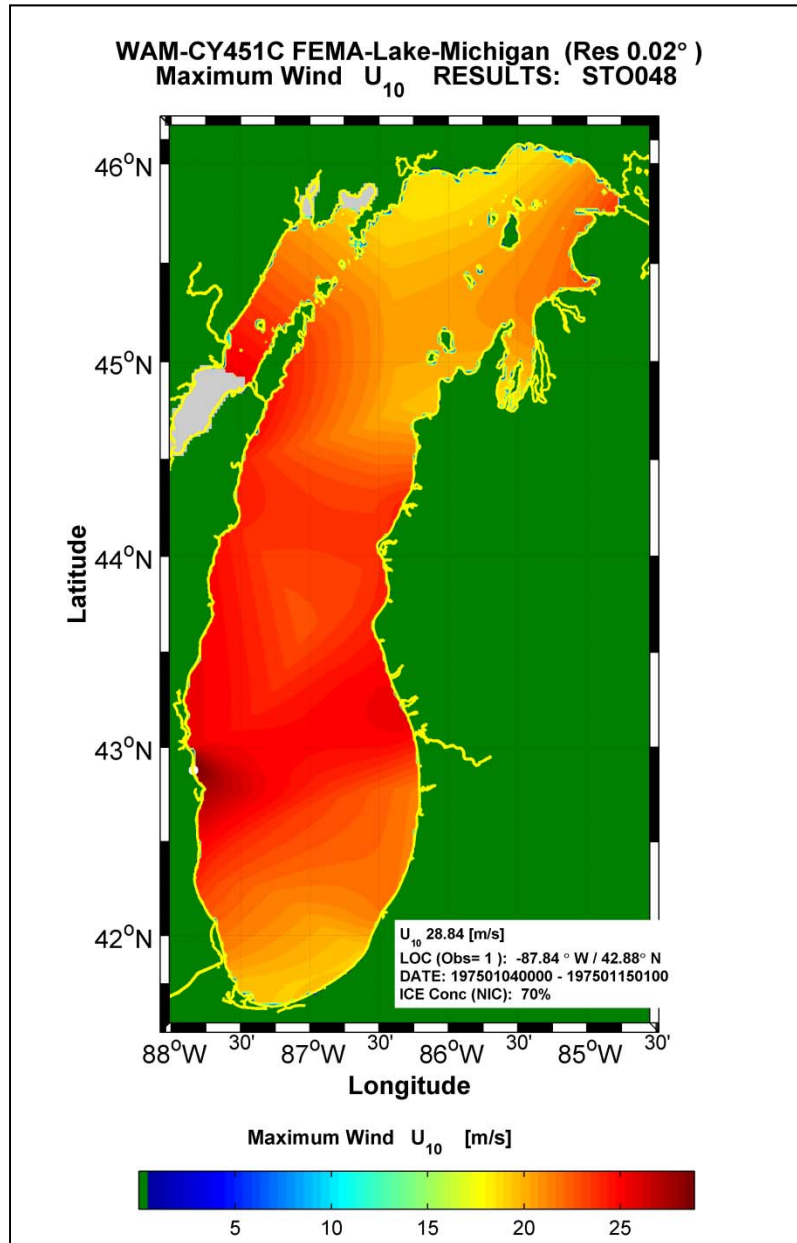 WAM-CY451C FEMA-Lake-Michigan (Res 0.02° )
Maximum Wind U10 RESULTS: STO048
46°N
45°N
44°N
43°N
42°N
Latitude
U10 28.84 [m/s]
LOC (Obs= 1 ): -87.84 ° W / 42.88° N
DATE: 197501040000 - 197501150100
ICE Conc (NIC): 70%
88°W 30' 87°W 30' 86°W 30' 85°W 30'
Longitude
Maximum Wind U10 [m/s]
5 10 15 20 25